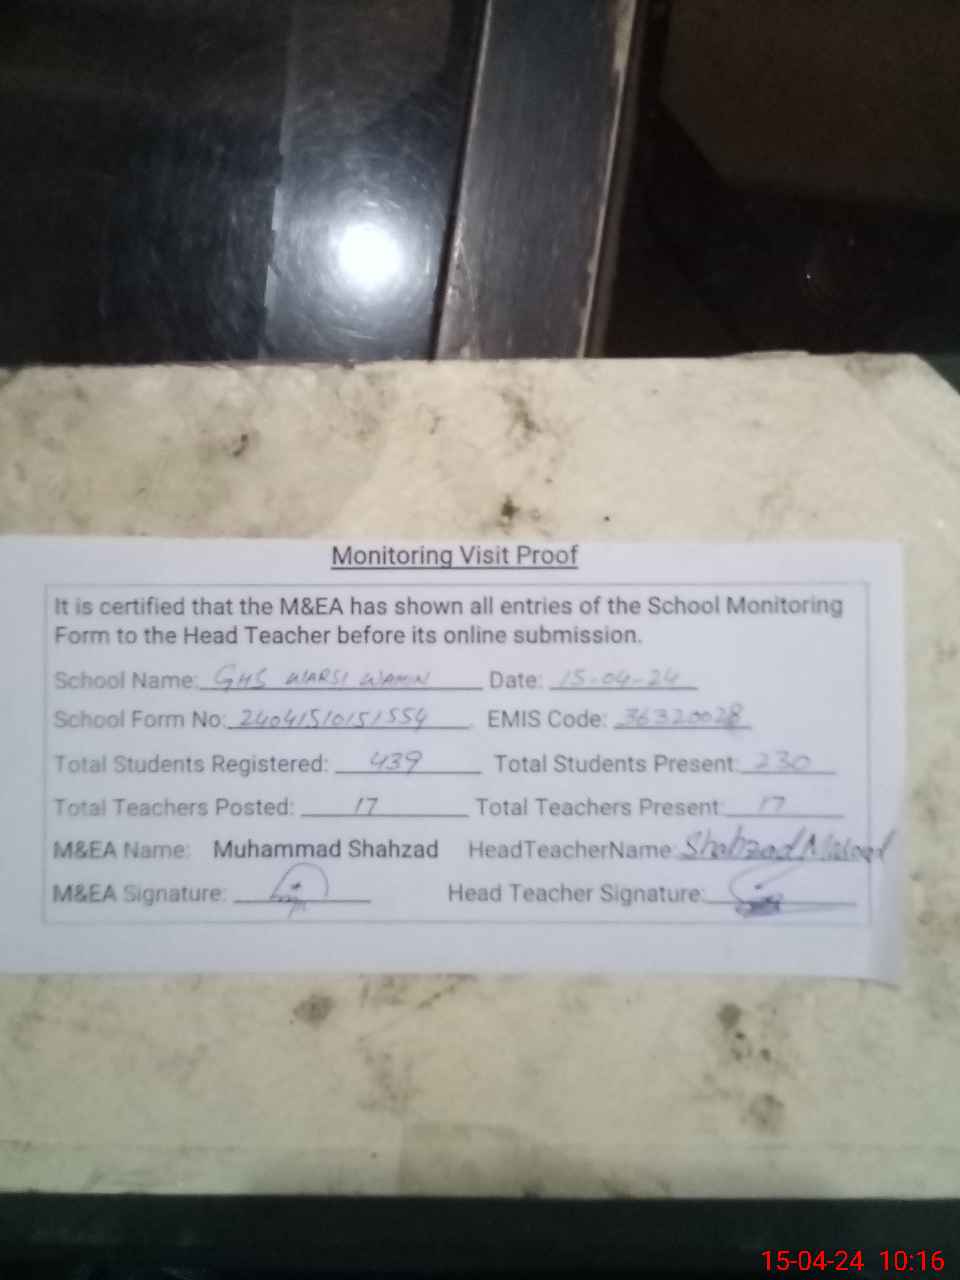 Monitoring Visit Proof
It is certified that the M&EA has shown all entries of the School Monitoring
Form to the Head Teacher before its online submission.
School Name: GHS WARSI WAHIN Date: 15-04-24
School Form No: 24041510151554 EMIS Code: 36320028
Total Students Registered: 439 Total Students Present: 230
Total Teachers Posted: 17 Total Teachers Present: 17
M&EA Name: Muhammad Shahzad HeadTeacherName: Shahzad
M&EA Signature: Head Teacher Signature:
15-04-24 10:16